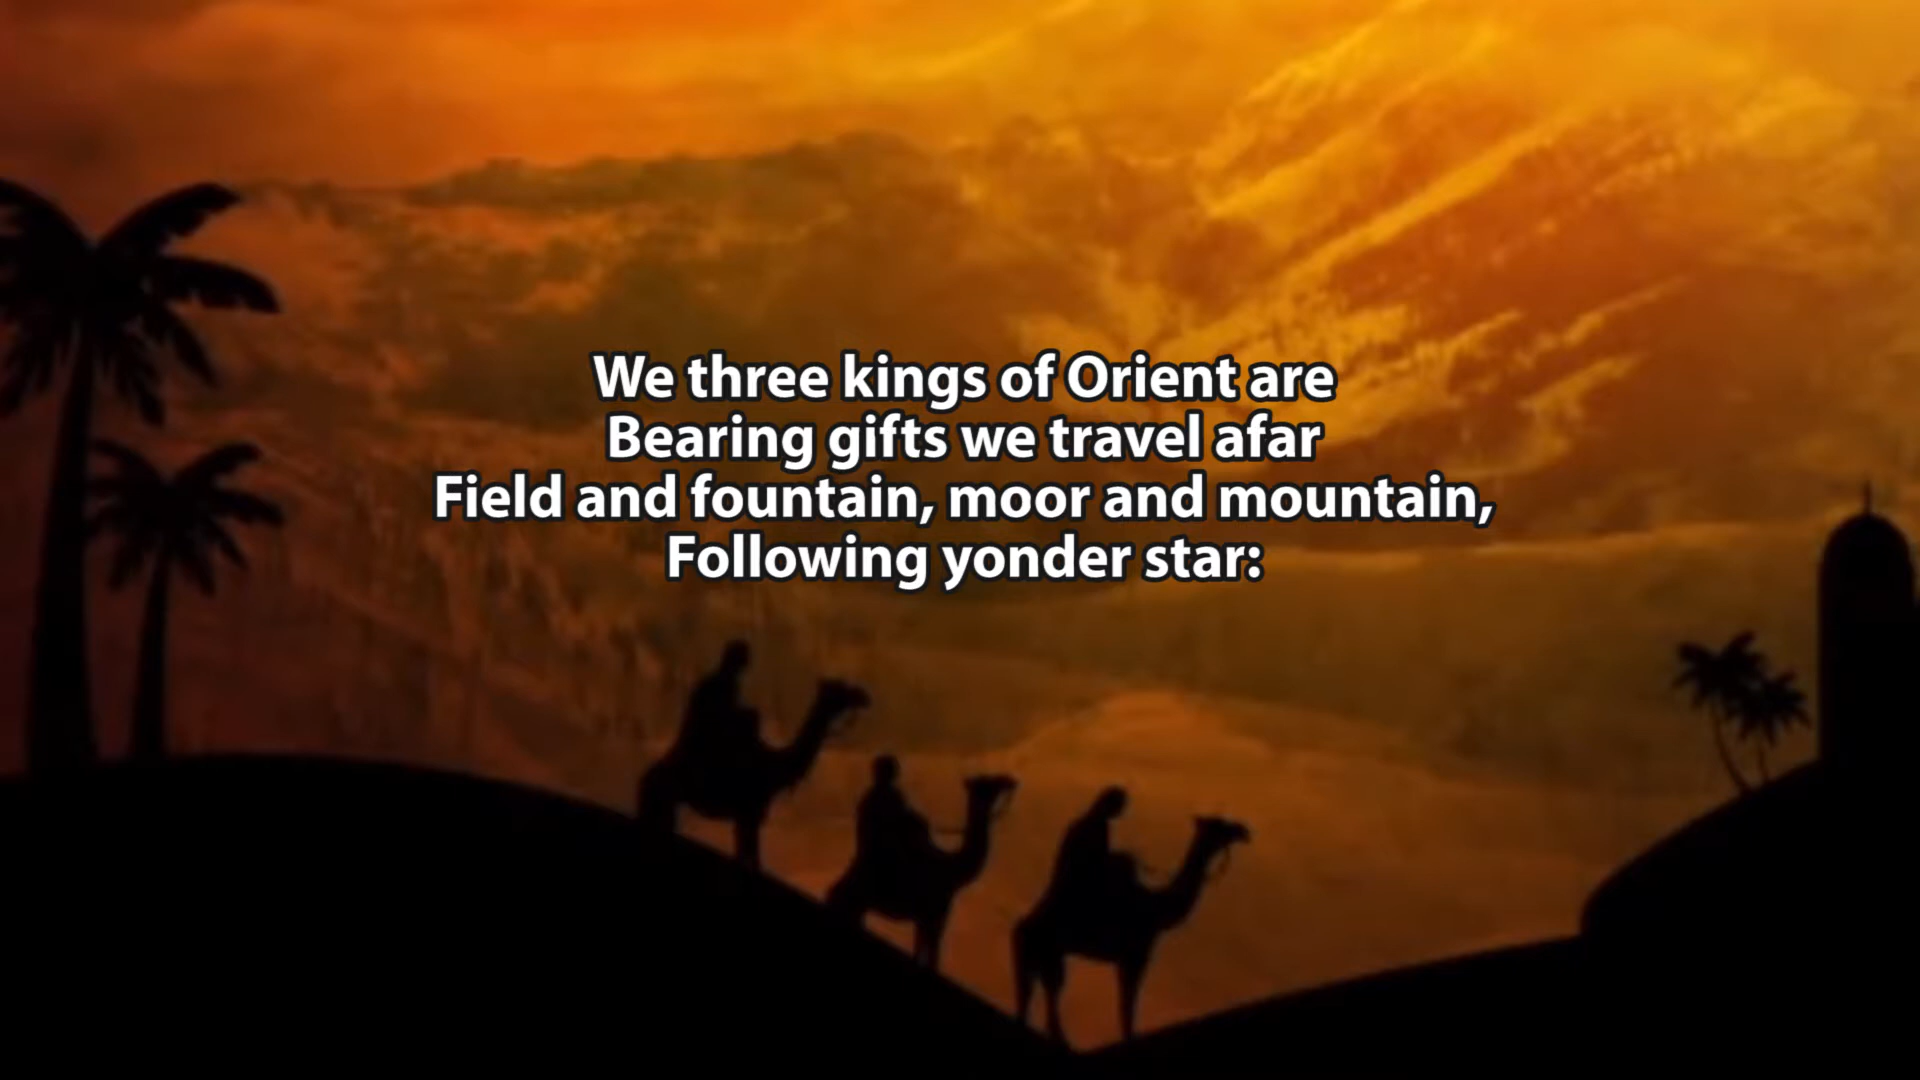 We three kings of Orient are
Bearing gifts we travel afar
Field and fountain, moor and mountain,
Following yonder star: